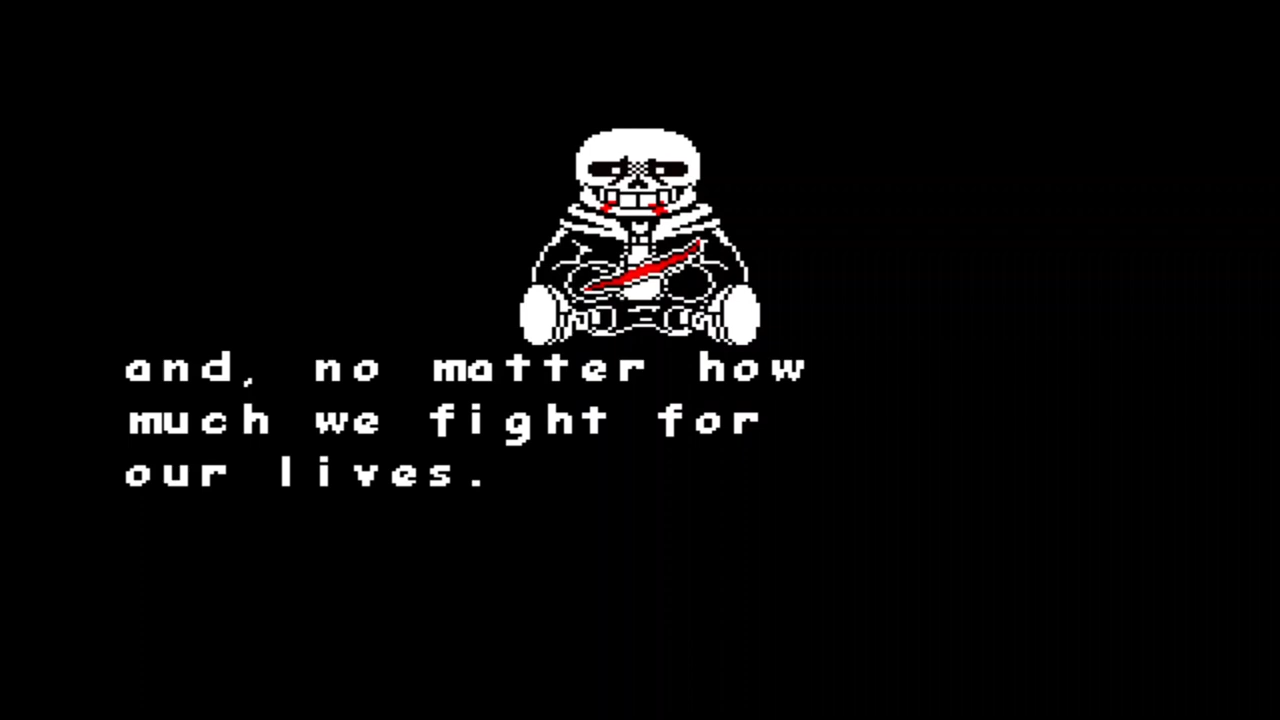 and, no matter how
much we fight for
our lives.